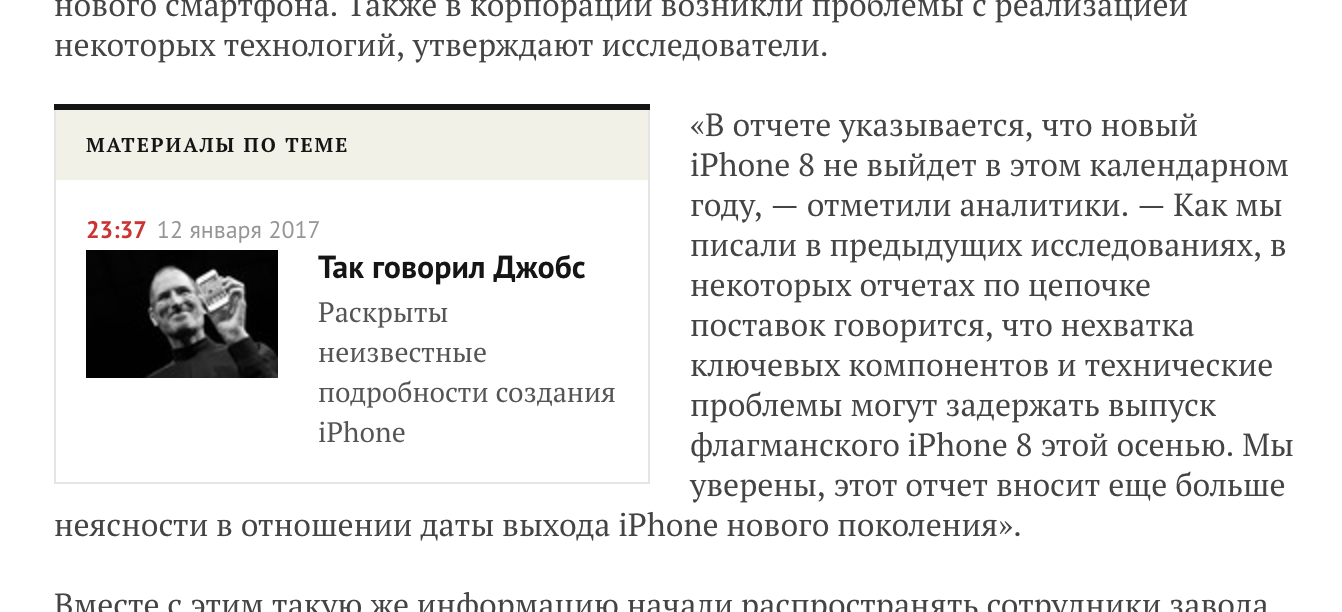 нового смартфона. Также в корпорации возникли проблемы с реализацией
некоторых технологий, утверждают исследователи.
МАТЕРИАЛЫ ПО ТЕМЕ
23:37 12 января 2017
Так говорил Джобс
Раскрыты
неизвестные
подробности создания
iPhone
«В отчете указывается, что новый
iPhone 8 не выйдет в этом календарном
году, — отметили аналитики. — Как мы
писали в предыдущих исследованиях, в
некоторых отчетах по цепочке
поставок говорится, что нехватка
ключевых компонентов и технические
проблемы могут задержать выпуск
флагманского iPhone 8 этой осенью. Мы
уверены, этот отчет вносит еще больше
неясности в отношении даты выхода iPhone нового поколения».
Вместе с этим такую же информацию начали распространять сотрудники завода